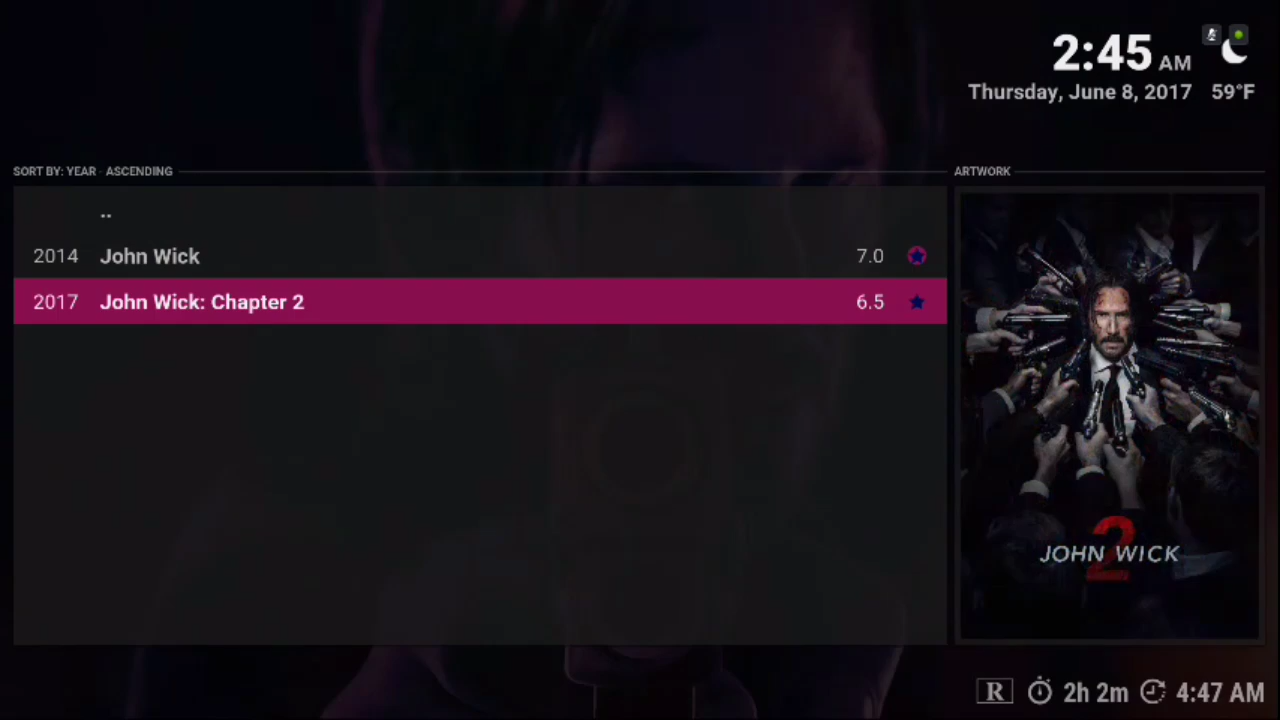 2:45 AM
Thursday, June 8, 2017 59°F
SORT BY: YEAR · ASCENDING
ARTWORK
..
2014 John Wick 7.0
2017 John Wick: Chapter 2 6.5
2
JOHN WICK
R 2h 2m 4:47 AM